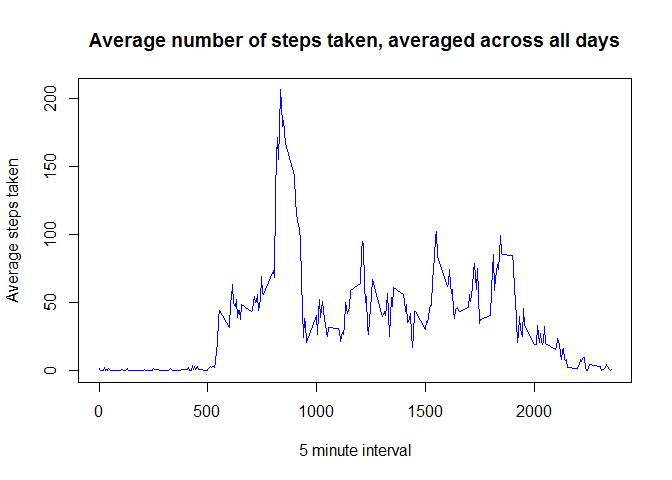 Average number of steps taken, averaged across all days
Average steps taken
200
150
100
50
0
0 500 1000 1500 2000
5 minute interval